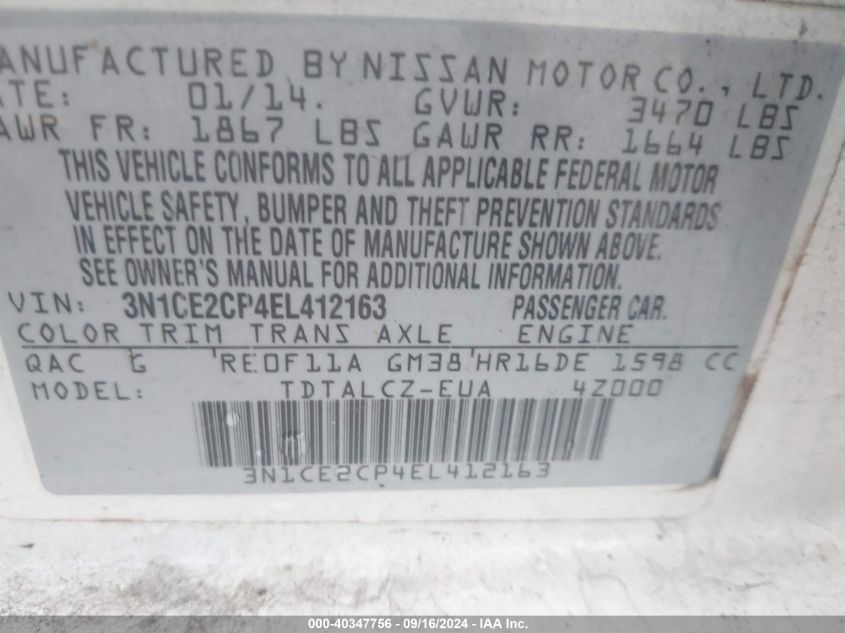 ANUFACTURED BY NISSAN MOTOR CO., LTD.
ATE: 01/14. GVWR: 3470 LBS
AWR FR: 1867 LBS GAWR RR: 1664 LBS
THIS VEHICLE CONFORMS TO ALL APPLICABLE FEDERAL MOTOR
VEHICLE SAFETY, BUMPER AND THEFT PREVENTION STANDARDS
IN EFFECT ON THE DATE OF MANUFACTURE SHOWN ABOVE.
SEE OWNER'S MANUAL FOR ADDITIONAL INFORMATION.
VIN: 3N1CE2CP4EL412163 PASSENGER CAR.
COLOR TRIM TRANS AXLE ENGINE
QAC G RE0F11A GM38 HR16DE 1598 CC
MODEL: TDTALCZ-EUA 4Z000
3N1CE2CP4EL412163
000-40347756 - 09/16/2024 - IAA Inc.